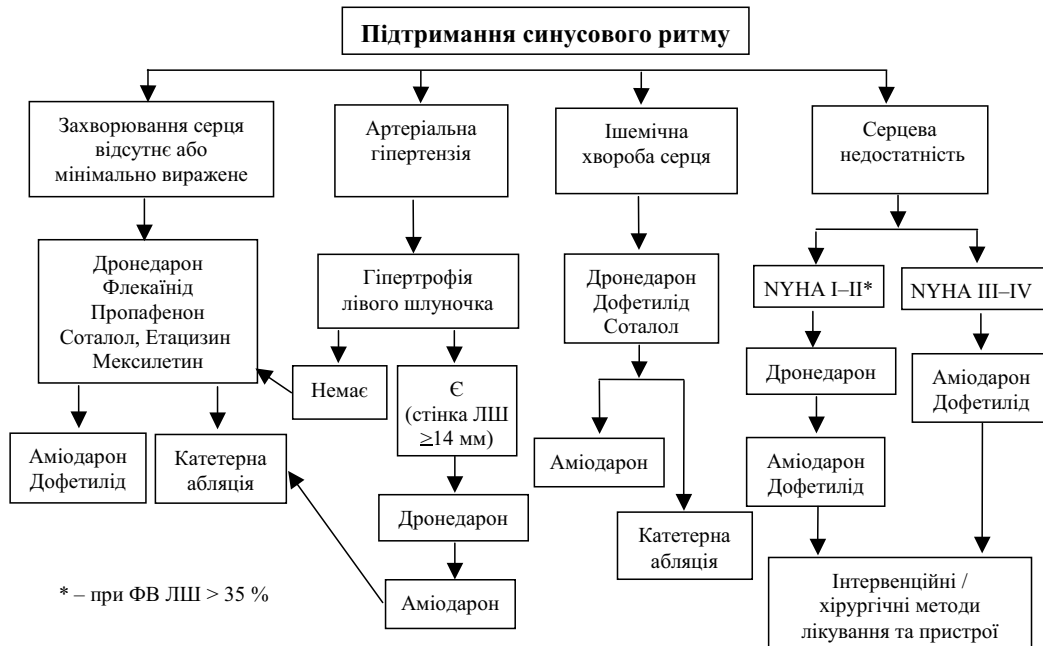 Підтримання синусового ритму
Захворювання серця
відсутнє або
мінімально виражене
Артеріальна
гіпертензія
Ішемічна
хвороба серця
Серцева
недостатність
Дронедарон
Флекаїнід
Пропафенон
Соталол, Етацизин
Мексилетин
Гіпертрофія
лівого шлуночка
Дронедарон
Дофетилід
Соталол
NYHA I–II*
NYHA III–IV
Немає
Є
(стінка ЛШ
≥14 мм)
Дронедарон
Аміодарон
Дофетилід
Аміодарон
Дофетилід
Катетерна
абляція
Аміодарон
Аміодарон
Дофетилід
Дронедарон
Катетерна
абляція
Аміодарон
Інтервенційні /
хірургічні методи
лікування та пристрої
* – при ФВ ЛШ > 35 %